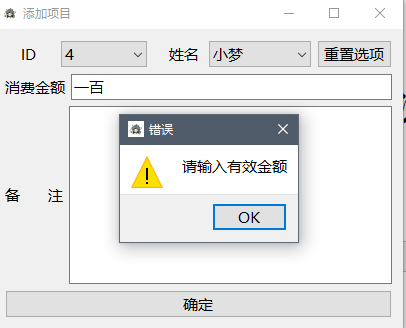 添加项目
ID 4 姓名 小梦 重置选项
消费金额 一百
错误
请输入有效金额
OK
备 注
确定